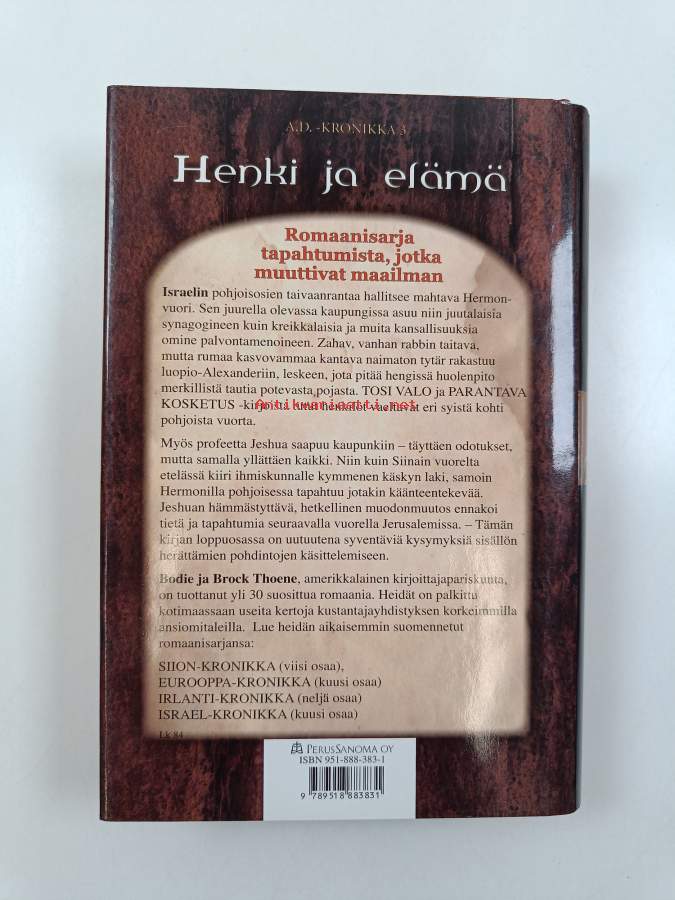 A.D. -KRONIKKA 3
Henki ja elämä
Romaanisarja
tapahtumista, jotka
muuttivat maailman
Israelin pohjoisosien taivaanrantaa hallitsee mahtava Hermon-
vuori. Sen juurella olevassa kaupungissa asuu niin juutalaisia
synagogineen kuin kreikkalaisia ja muita kansallisuuksia
omine palvontamenoineen. Zahav, vanhan rabbin taitava,
mutta rumaa kasvovammaa kantava naimaton tytär rakastuu
luopio-Alexanderiin, leskeen, jota pitää hengissä huolenpito
merkillistä tautia potevasta pojasta. TOSI VALO ja PARANTAVA
KOSKETUS -kirjoista vaeltavat eri syistä kohti
Antikvariaatti.net
pohjoista vuorta.
Myös profeetta Jeshua saapuu kaupunkiin – täyttäen odotukset,
mutta samalla yllättäen kaikki. Niin kuin Siinain vuorelta
etelässä kiiri ihmiskunnalle kymmenen käskyn laki, samoin
Hermonilla pohjoisessa tapahtuu jotakin käänteentekevää.
Jeshuan hämmästyttävä, hetkellinen muodonmuutos ennakoi
tietä ja tapahtumia seuraavalla vuorella Jerusalemissa. – Tämän
kirjan loppuosassa on uutuutena syventäviä kysymyksiä sisällön
herättämien pohdintojen käsittelemiseen.
Bodie ja Brock Thoene, amerikkalainen kirjoittajapariskunta,
on tuottanut yli 30 suosittua romaania. Heidät on palkittu
kotimaassaan useita kertoja kustantajayhdistyksen korkeimmilla
ansiomitaleilla. Lue heidän aikaisemmin suomennetut
romaanisarjansa:
SIION-KRONIKKA (viisi osaa),
EUROOPPA-KRONIKKA (kuusi osaa)
IRLANTI-KRONIKKA (neljä osaa)
ISRAEL-KRONIKKA (kuusi osaa)
Lk 84
PERUSSANOMA OY
ISBN 951-888-383-1
9 789518 883831